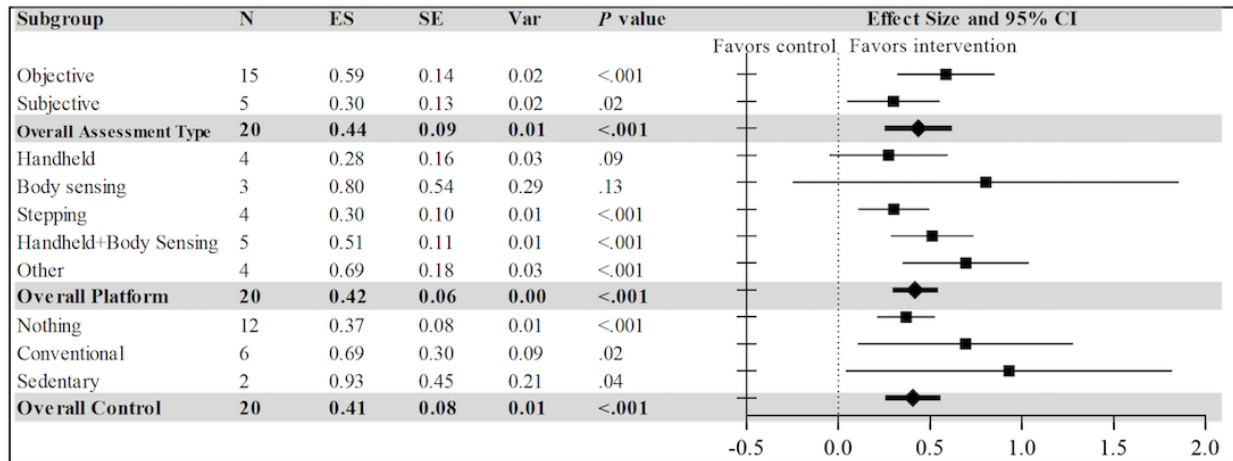 Subgroup N ES SE Var P value Effect Size and 95% CI
Favors control Favors intervention
Objective 15 0.59 0.14 0.02 <.001
Subjective 5 0.30 0.13 0.02 .02
Overall Assessment Type 20 0.44 0.09 0.01 <.001
Handheld 4 0.28 0.16 0.03 .09
Body sensing 3 0.80 0.54 0.29 .13
Stepping 4 0.30 0.10 0.01 <.001
Handheld+Body Sensing 5 0.51 0.11 0.01 <.001
Other 4 0.69 0.18 0.03 <.001
Overall Platform 20 0.42 0.06 0.00 <.001
Nothing 12 0.37 0.08 0.01 <.001
Conventional 6 0.69 0.30 0.09 .02
Sedentary 2 0.93 0.45 0.21 .04
Overall Control 20 0.41 0.08 0.01 <.001
-0.5 0.0 0.5 1.0 1.5 2.0